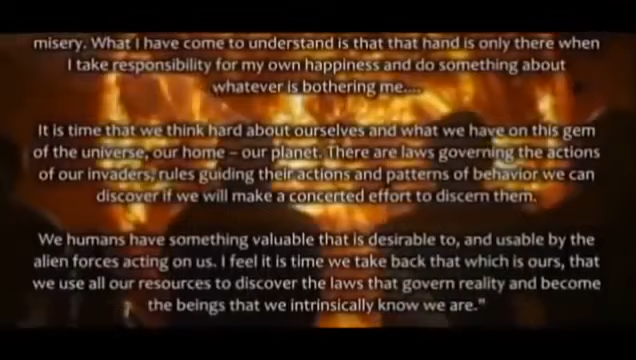 misery. What I have come to understand is that that hand is only there when
I take responsibility for my own happiness and do something about
whatever is bothering me....
It is time that we think hard about ourselves and what we have on this gem
of the universe, our home – our planet. There are laws governing the actions
of our invaders, rules guiding their actions and patterns of behavior we can
discover if we will make a concerted effort to discern them.
We humans have something valuable that is desirable to, and usable by the
alien forces acting on us. I feel it is time we take back that which is ours, that
we use all our resources to discover the laws that govern reality and become
the beings that we intrinsically know we are."